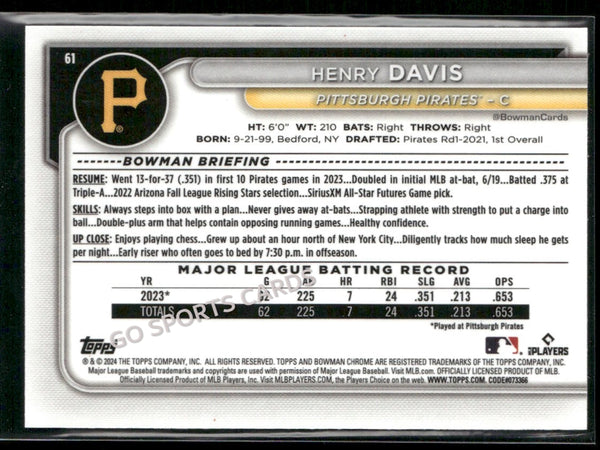 61
P
HENRY DAVIS
PITTSBURGH PIRATES™ – C
@BowmanCards
HT: 6'0" WT: 210 BATS: Right THROWS: Right
BORN: 9-21-99, Bedford, NY DRAFTED: Pirates Rd1-2021, 1st Overall
BOWMAN BRIEFING
RESUME: Went 13-for-37 (.351) in first 10 Pirates games in 2023...Doubled in initial MLB at-bat, 6/19...Batted .375 at
Triple-A...2022 Arizona Fall League Rising Stars selection...SiriusXM All-Star Futures Game pick.
SKILLS: Always steps into box with a plan...Never gives away at-bats...Strapping athlete with strength to put a charge into
ball...Double-plus arm that helps contain opposing running games...Healthy confidence.
UP CLOSE: Enjoys playing chess...Grew up about an hour north of New York City...Diligently tracks how much sleep he gets
per night...Early riser who often goes to bed by 7:30 p.m. in offseason.
MAJOR LEAGUE BATTING RECORD
YR G AB HR RBI SLG AVG OPS
2023* 62 225 7 24 .351 .213 .653
TOTALS 62 225 7 24 .351 .213 .653
*Played at Pittsburgh Pirates
GO SPORTS CARDS
Topps
PLAYERS
® & © 2024 THE TOPPS COMPANY, INC. ALL RIGHTS RESERVED. TOPPS AND BOWMAN CHROME ARE REGISTERED TRADEMARKS OF THE TOPPS COMPANY, INC.
Major League Baseball trademarks and copyrights are used with permission of Major League Baseball. Visit MLB.com. OFFICIALLY LICENSED PRODUCT OF MLB.
Officially Licensed Product of MLB Players, Inc. Visit MLBPLAYERS.com, the Players Choice on the web. WWW.TOPPS.COM. CODE#073366